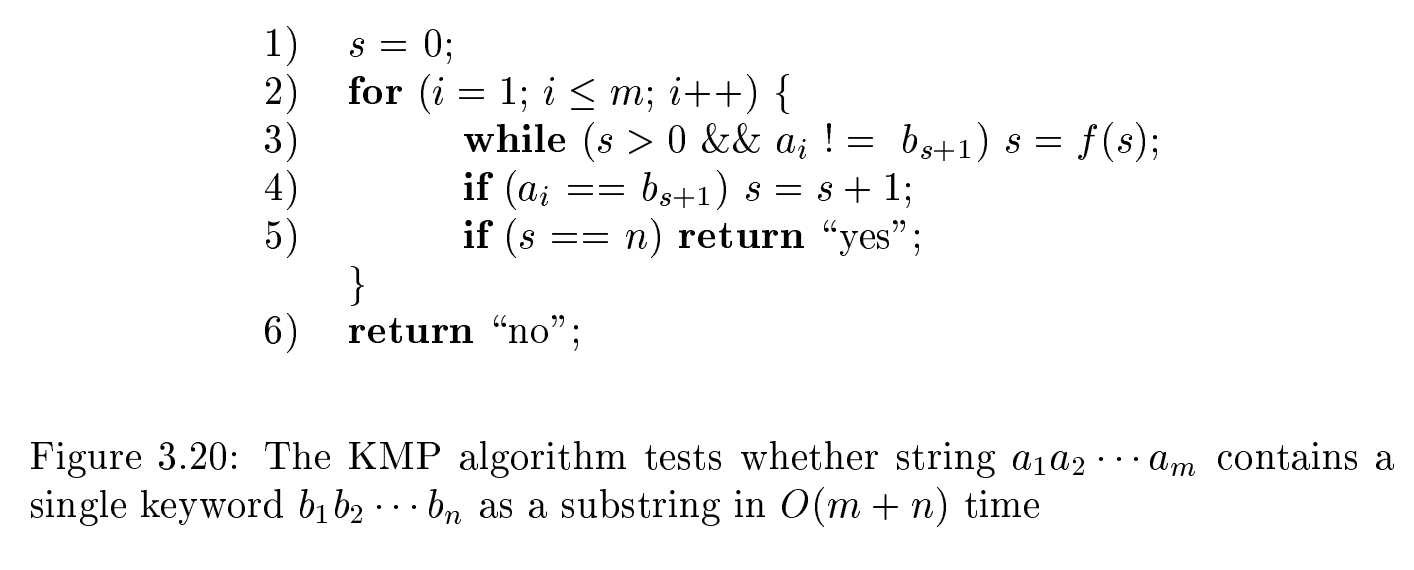 1) s = 0;
2) for (i = 1; i ≤ m; i++) {
3) while (s > 0 && a_i ! = b_{s+1}) s = f(s);
4) if (a_i == b_{s+1}) s = s + 1;
5) if (s == n) return “yes”;
}
6) return “no”;
Figure 3.20: The KMP algorithm tests whether string a_1a_2 ··· a_m contains a
single keyword b_1b_2 ··· b_n as a substring in O(m + n) time